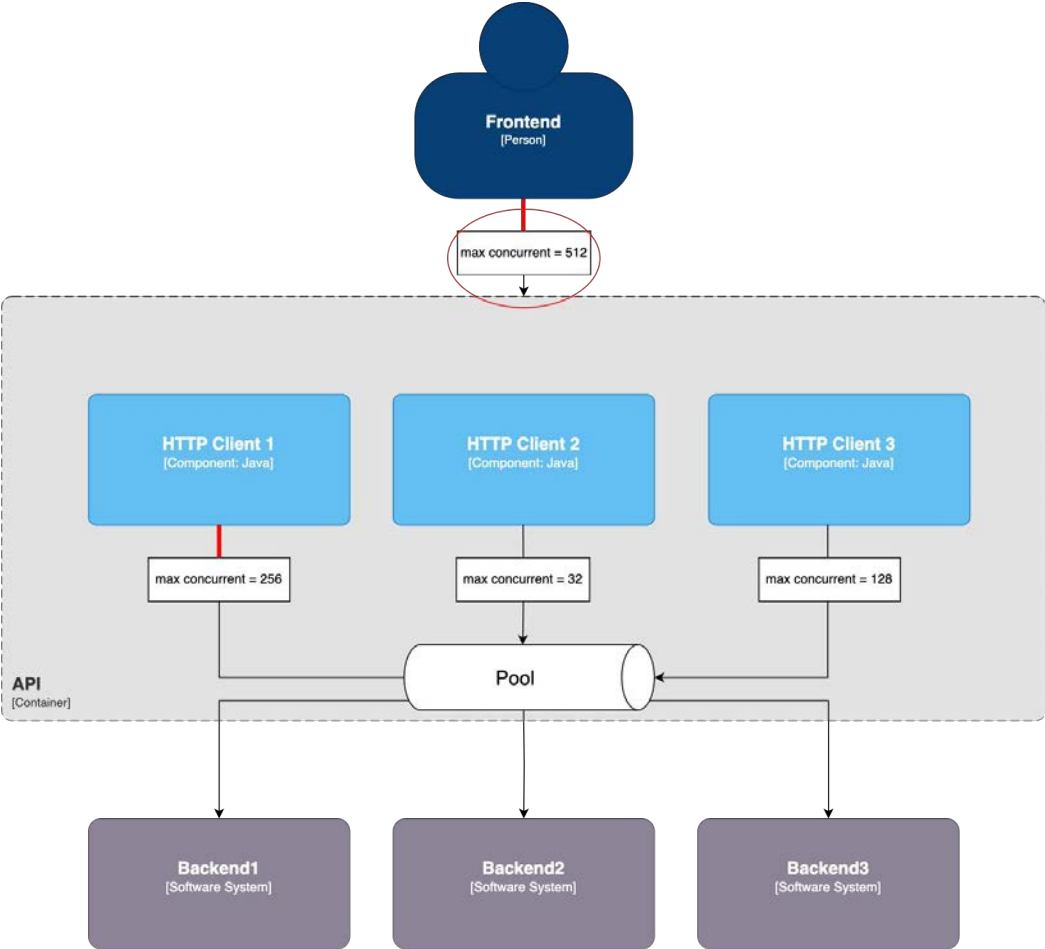 Frontend
[Person]
max concurrent = 512
HTTP Client 1
[Component: Java]
HTTP Client 2
[Component: Java]
HTTP Client 3
[Component: Java]
max concurrent = 256
max concurrent = 32
max concurrent = 128
Pool
API
[Container]
Backend1
[Software System]
Backend2
[Software System]
Backend3
[Software System]